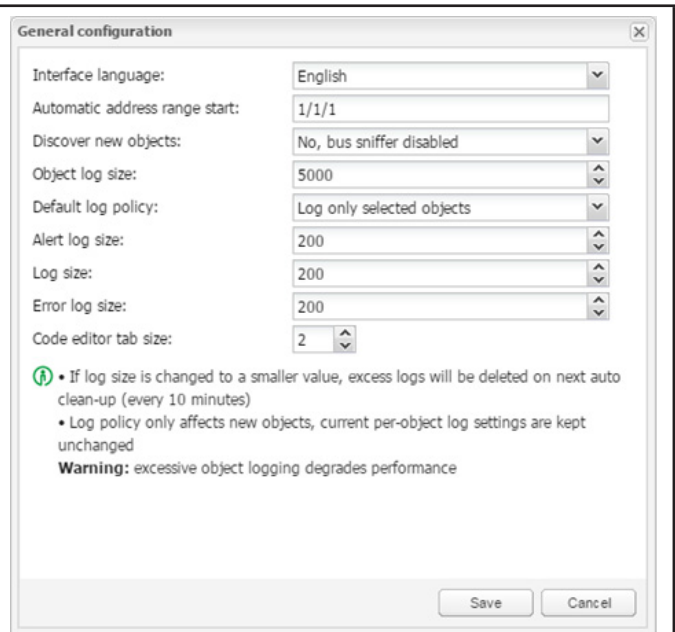 General configuration
Interface language: English
Automatic address range start: 1/1/1
Discover new objects: No, bus sniffer disabled
Object log size: 5000
Default log policy: Log only selected objects
Alert log size: 200
Log size: 200
Error log size: 200
Code editor tab size: 2
• If log size is changed to a smaller value, excess logs will be deleted on next auto
clean-up (every 10 minutes)
• Log policy only affects new objects, current per-object log settings are kept
unchanged
Warning: excessive object logging degrades performance
Save Cancel